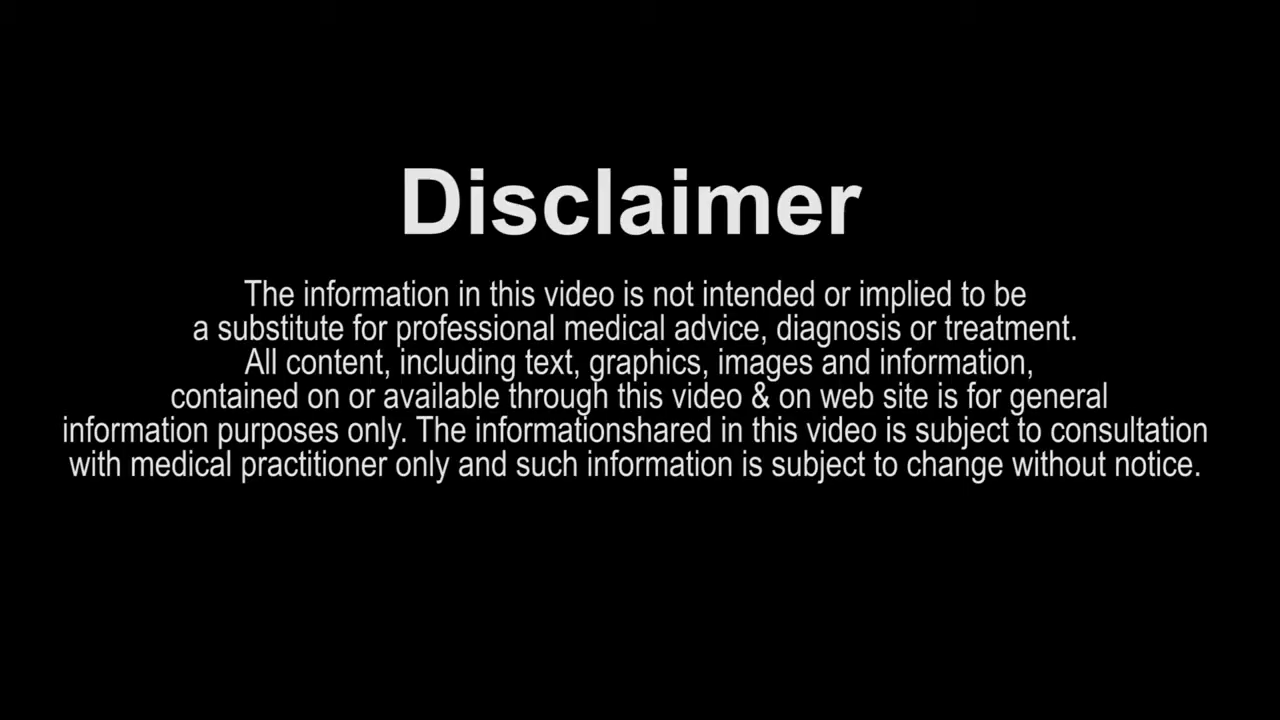 Disclaimer
The information in this video is not intended or implied to be
a substitute for professional medical advice, diagnosis or treatment.
All content, including text, graphics, images and information,
contained on or available through this video & on web site is for general
information purposes only. The informationshared in this video is subject to consultation
with medical practitioner only and such information is subject to change without notice.